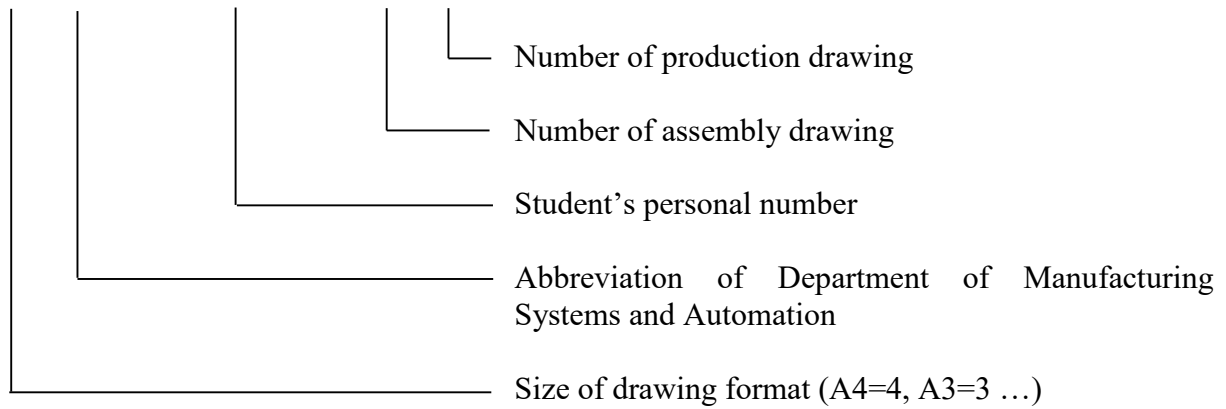 Number of production drawing
Number of assembly drawing
Student’s personal number
Abbreviation of Department of Manufacturing
Systems and Automation
Size of drawing format (A4=4, A3=3 …)